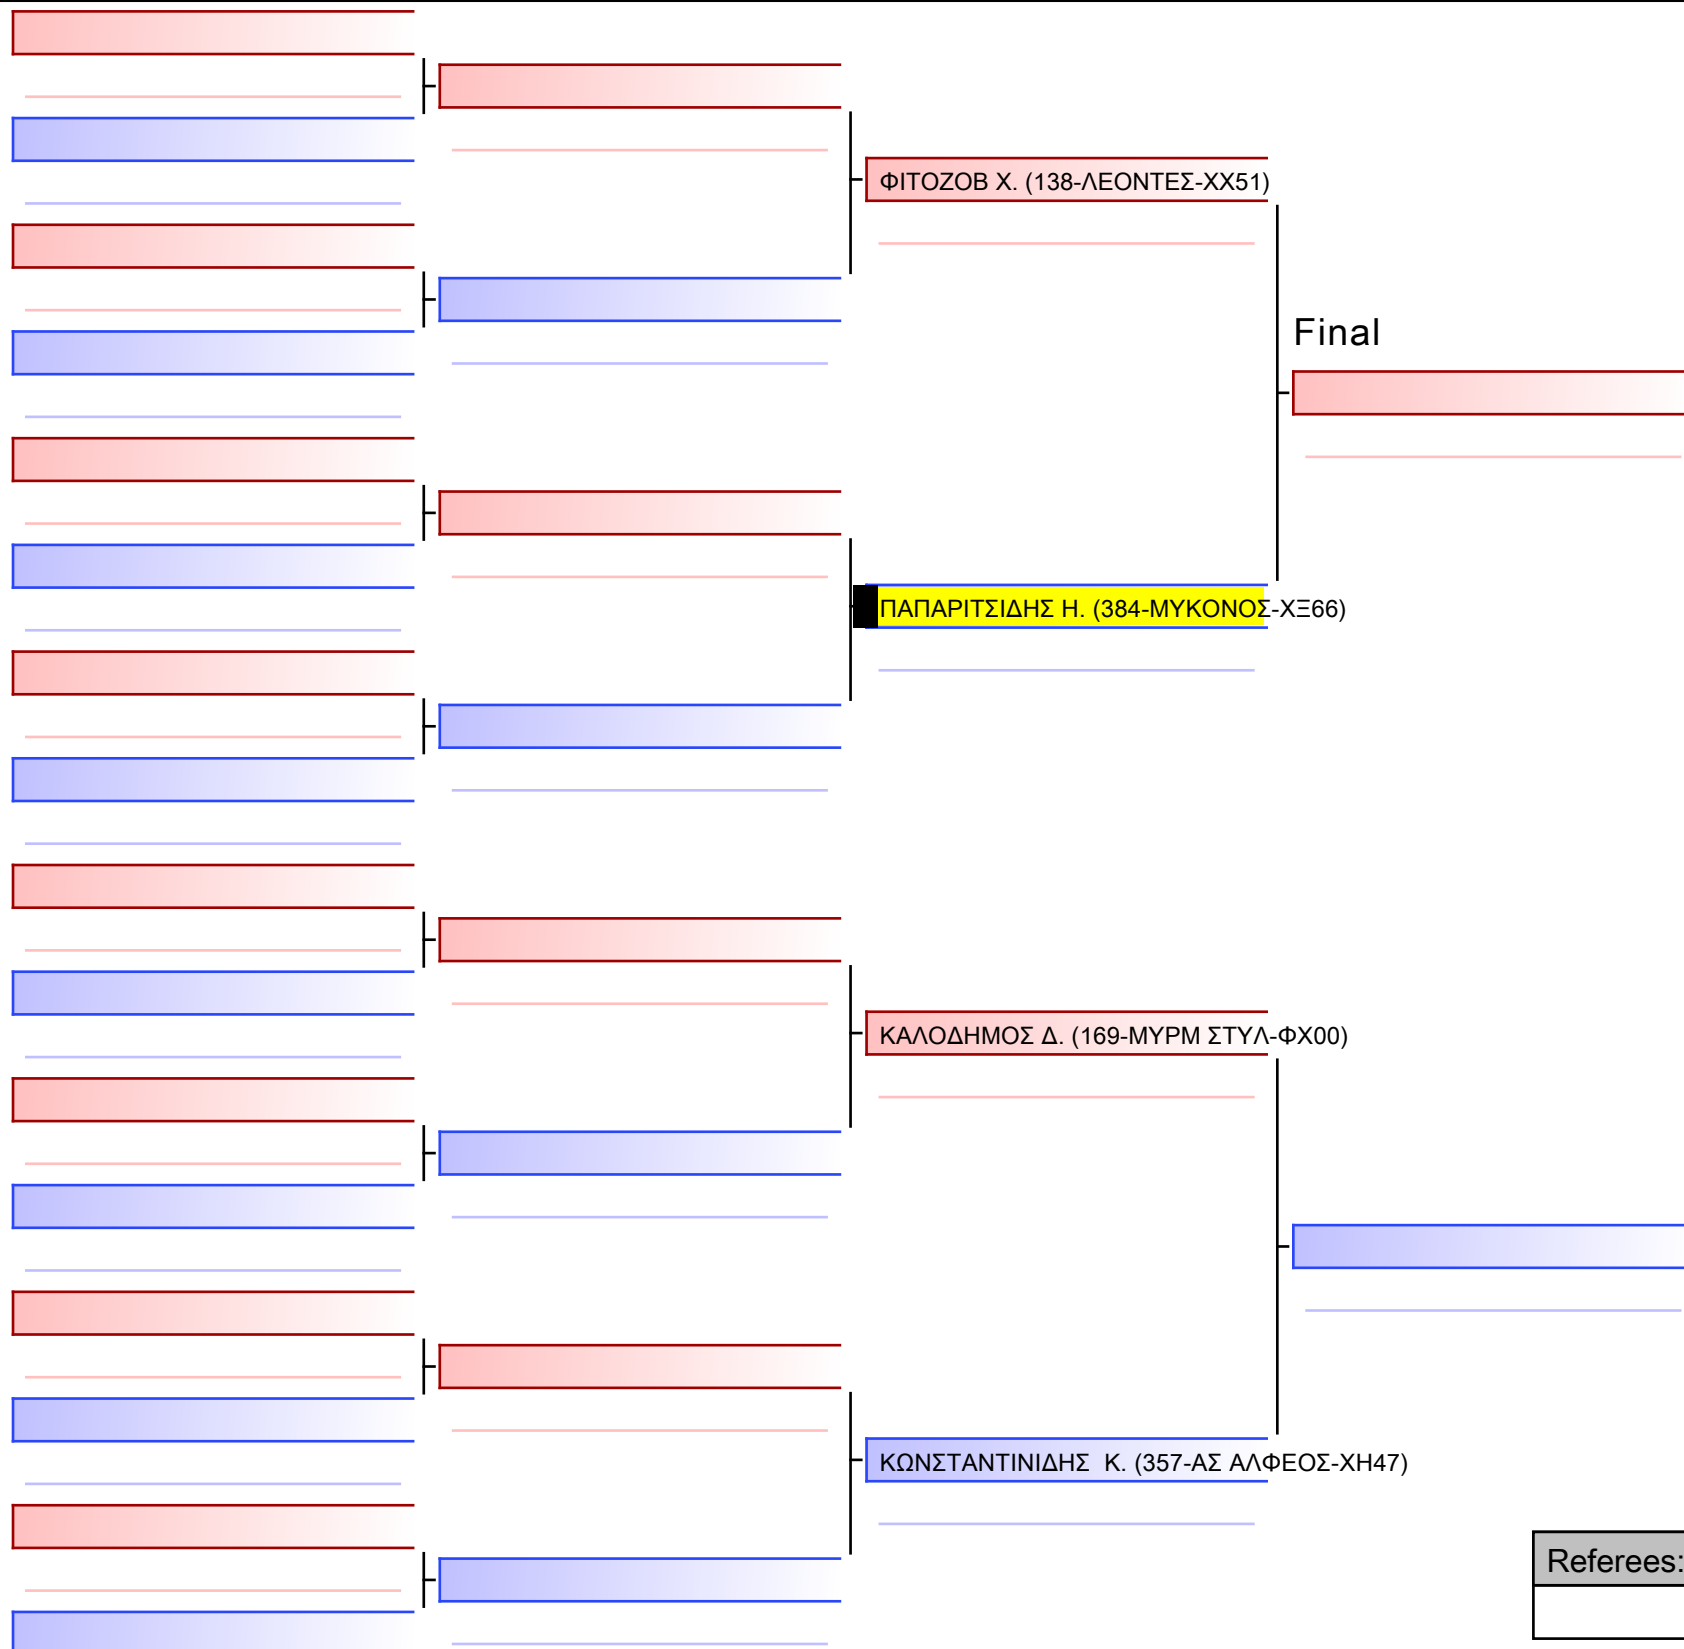 ΦΙΤΟΖΟΒ Χ. (138-ΛΕΟΝΤΕΣ-ΧΧ51)
Final
ΠΑΠΑΡΙΤΣΙΔΗΣ Η. (384-ΜΥΚΟΝΟΣ-ΧΞ66)
ΚΑΛΟΔΗΜΟΣ Δ. (169-ΜΥΡΜ ΣΤΥΛ-ΦΧ00)
ΚΩΝΣΤΑΝΤΙΝΙΔΗΣ  Κ. (357-ΑΣ ΑΛΦΕΟΣ-ΧΗ47)
Referees: